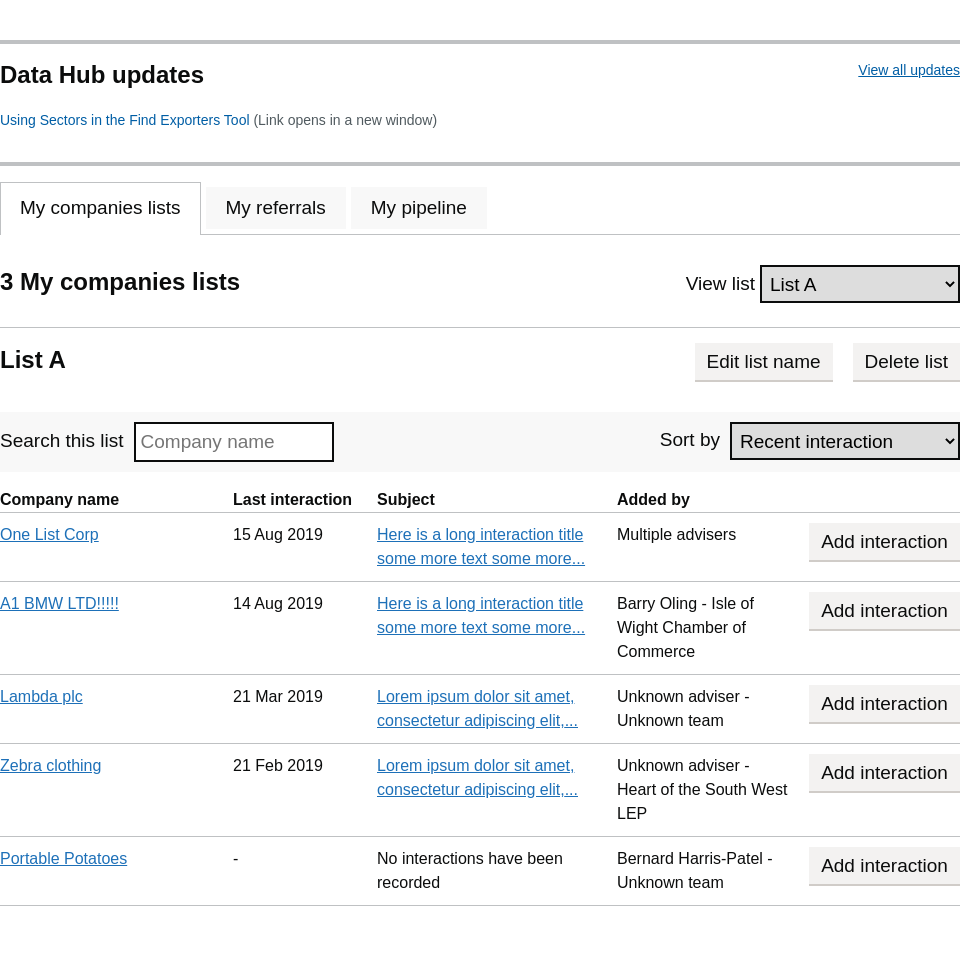 Data Hub updates
View all updates
Using Sectors in the Find Exporters Tool (Link opens in a new window)
My companies lists
My referrals
My pipeline
3 My companies lists
View list
List A
List A
Edit list name
Delete list
Search this list
Company name
Sort by
Recent interaction
Company name
Last interaction
Subject
Added by
One List Corp
15 Aug 2019
Here is a long interaction title
some more text some more...
Multiple advisers
Add interaction
A1 BMW LTD!!!!!
14 Aug 2019
Here is a long interaction title
some more text some more...
Barry Oling - Isle of
Wight Chamber of
Commerce
Add interaction
Lambda plc
21 Mar 2019
Lorem ipsum dolor sit amet,
consectetur adipiscing elit,...
Unknown adviser -
Unknown team
Add interaction
Zebra clothing
21 Feb 2019
Lorem ipsum dolor sit amet,
consectetur adipiscing elit,...
Unknown adviser -
Heart of the South West
LEP
Add interaction
Portable Potatoes
-
No interactions have been
recorded
Bernard Harris-Patel -
Unknown team
Add interaction